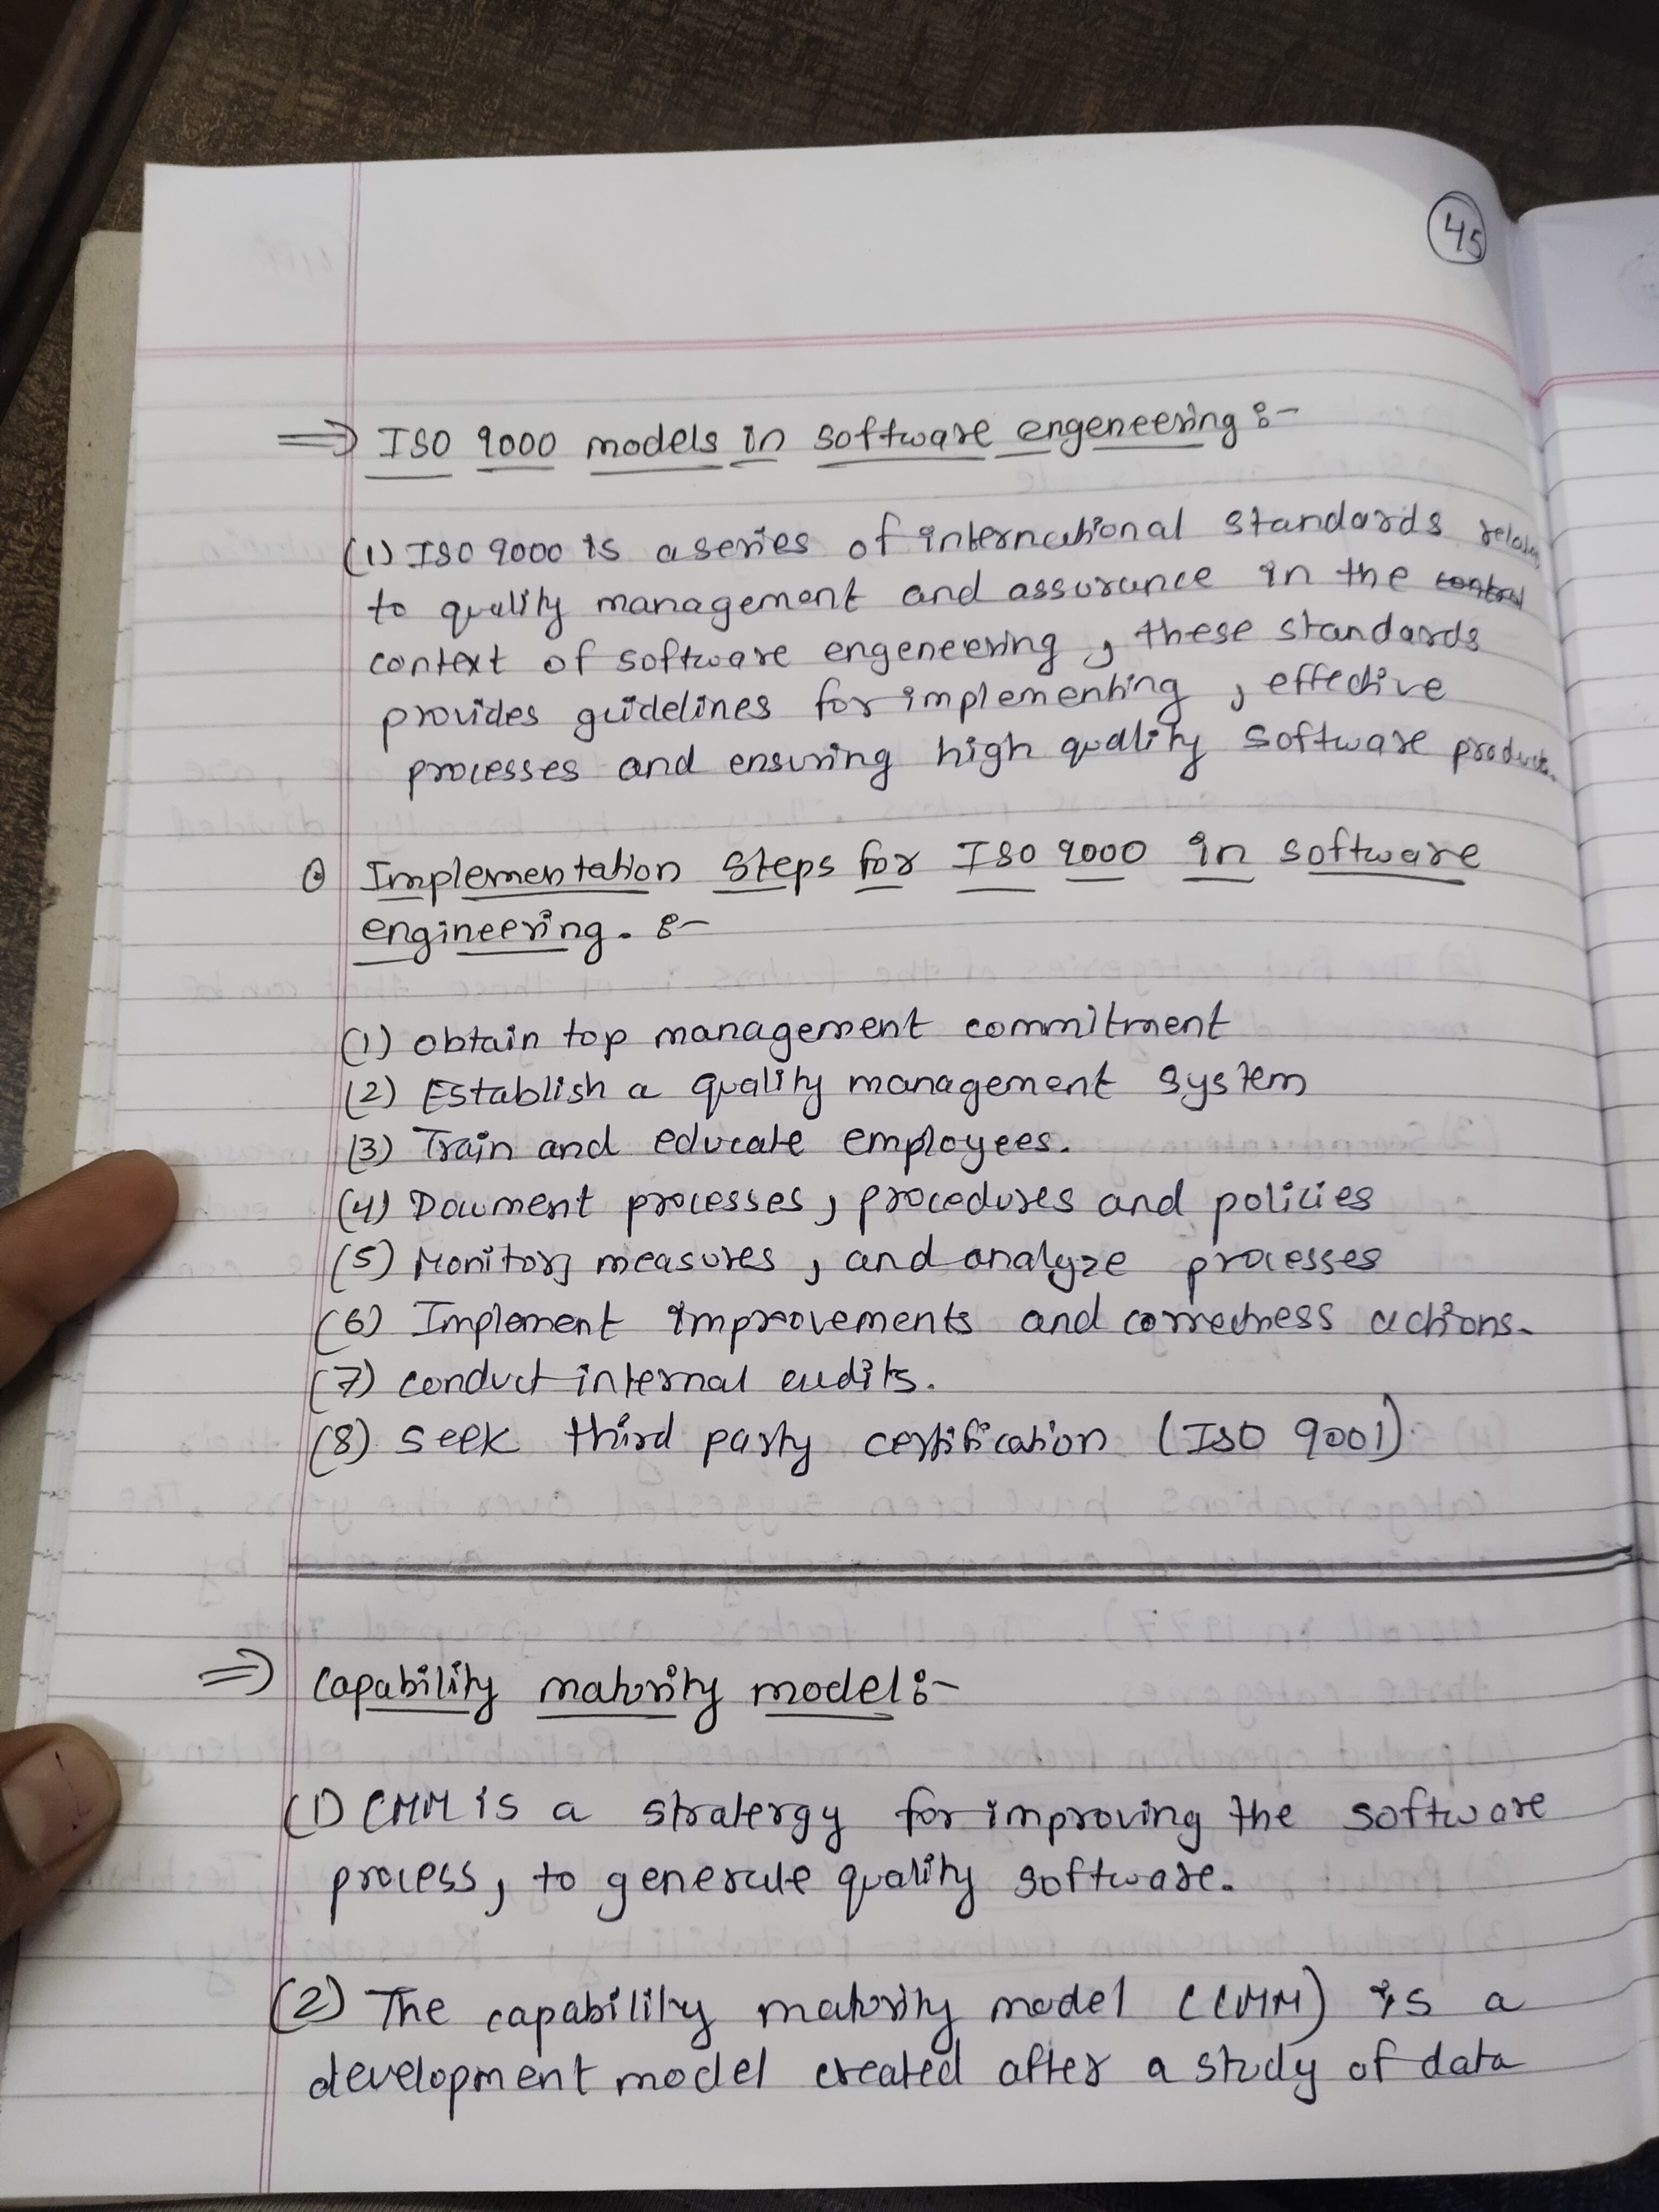 45
⇒ ISO 9000 models in software engeneering :-
(1) ISO 9000 is a series of international standards
to quality management and assurance in the
context of software engeneering, these standards
provides guidelines for implementing, effective
processes and ensuring high quality software products.
Implementation Steps for ISO 9000 in software
engineering. :-
(1) obtain top management commitment
(2) Establish a quality management system
(3) Train and educate employees.
(4) Document processes, procedures and policies
(5) Monitors measures, and analyze processes
(6) Implement improvements and correctness actions.
(7) conduct internal audits.
(8) seek third party certification (ISO 9001)
⇒ Capability maturity model :-
(1) CMM is a stratergy for improving the software
process, to generate quality software.
(2) The capability maturity model (CMM) is a
development model created after a study of data